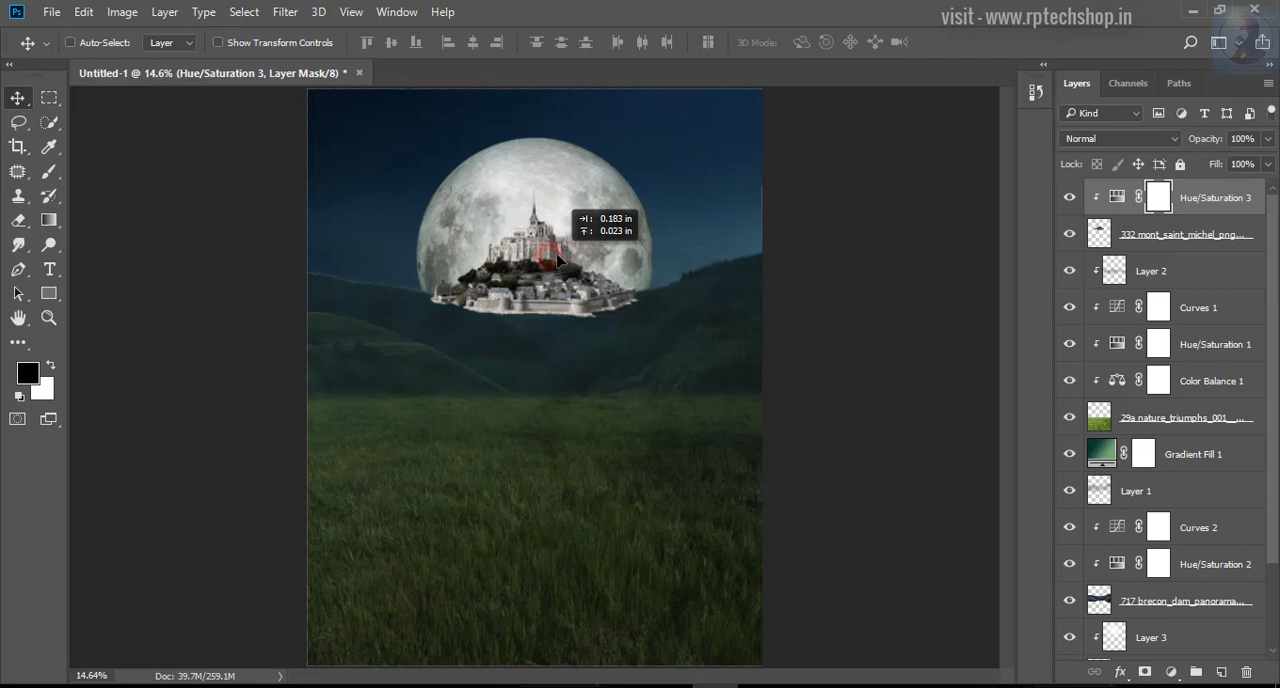 Ps File Edit Image Layer Type Select Filter 3D View Window Help
visit - www.rptechshop.in
Auto-Select: Layer Show Transform Controls 3D Mode:
Untitled-1 @ 14.6% (Hue/Saturation 3, Layer Mask/8) *
Layers Channels Paths
Kind
Normal Opacity: 100%
Lock: Fill: 100%
Hue/Saturation 3
332 mont_saint_michel_png...
Layer 2
Curves 1
Hue/Saturation 1
Color Balance 1
29a nature_triumphs_001__...
Gradient Fill 1
Layer 1
Curves 2
Hue/Saturation 2
717 brecon_dam_panorama...
Layer 3
0.183 in
0.023 in
14.64% Doc: 39.7M/259.1M